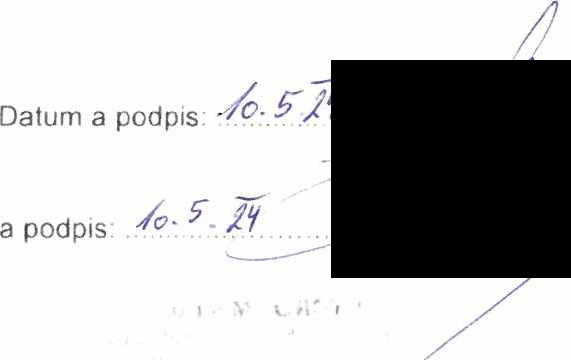 Datum a podpis: 10. 5 24
a podpis: 10. 5. 24